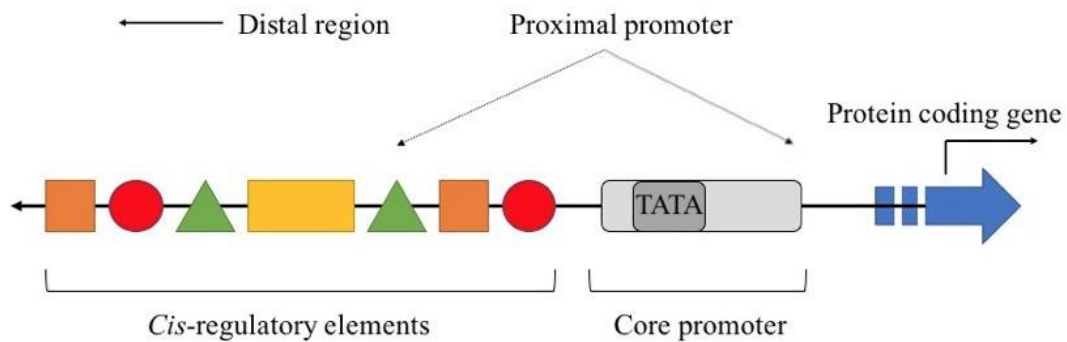 Distal region
Proximal promoter
Protein coding gene
TATA
Cis-regulatory elements
Core promoter